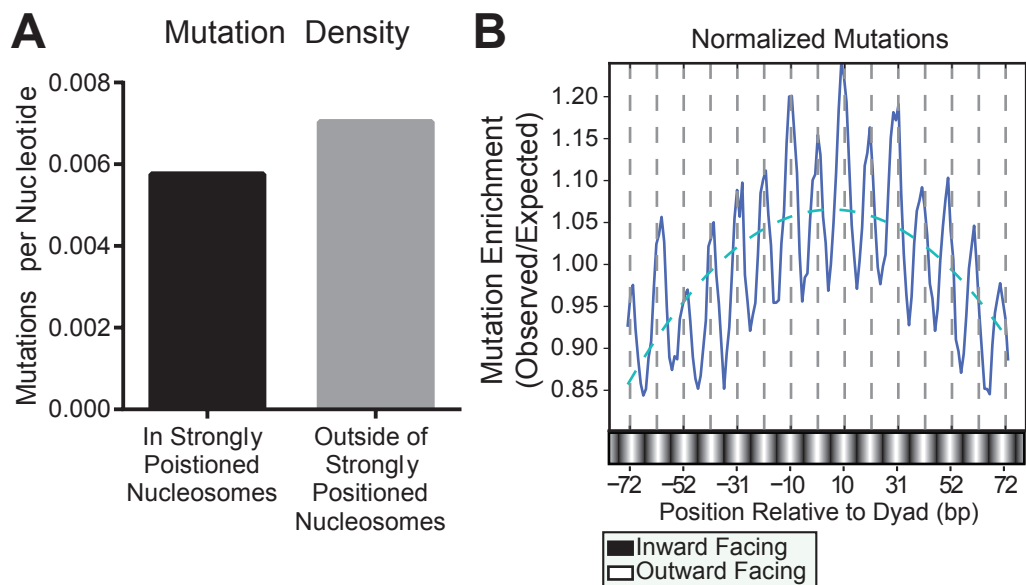 A
Mutation Density
Mutations per Nucleotide
0.008
0.006
0.004
0.002
0.000
In Strongly
Poistioned
Nucleosomes
Outside of
Strongly
Positioned
Nucleosomes
B
Normalized Mutations
Mutation Enrichment
(Observed/Expected)
1.20
1.15
1.10
1.05
1.00
0.95
0.90
0.85
−72 −52 −31 −10 10 31 52 72
Position Relative to Dyad (bp)
Inward Facing
Outward Facing